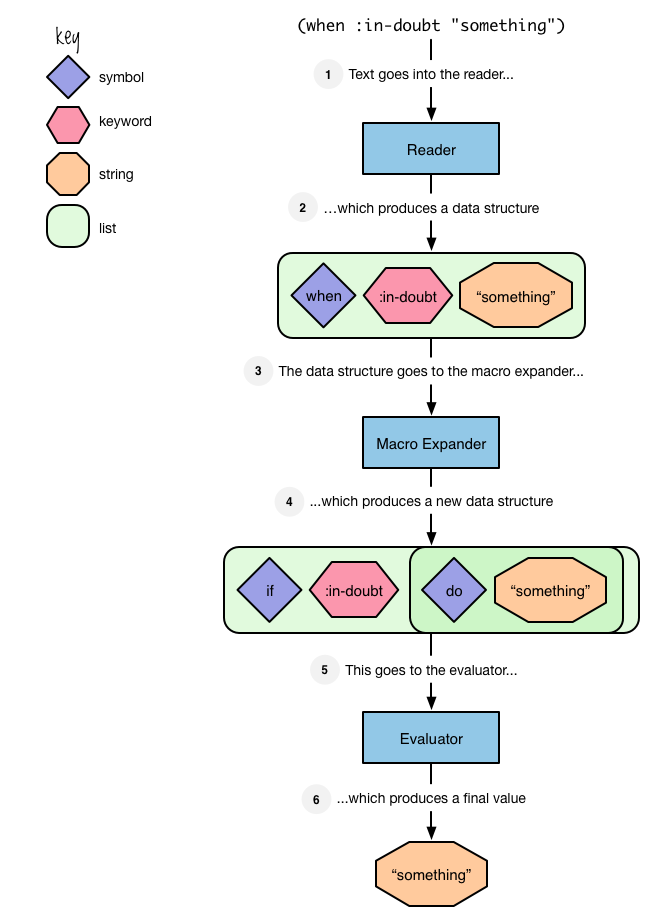 (when :in-doubt "something")
key
symbol
keyword
string
list
1 Text goes into the reader...
Reader
2 ...which produces a data structure
when :in-doubt “something”
3 The data structure goes to the macro expander...
Macro Expander
4 ...which produces a new data structure
if :in-doubt do “something”
5 This goes to the evaluator...
Evaluator
6 ...which produces a final value
“something”